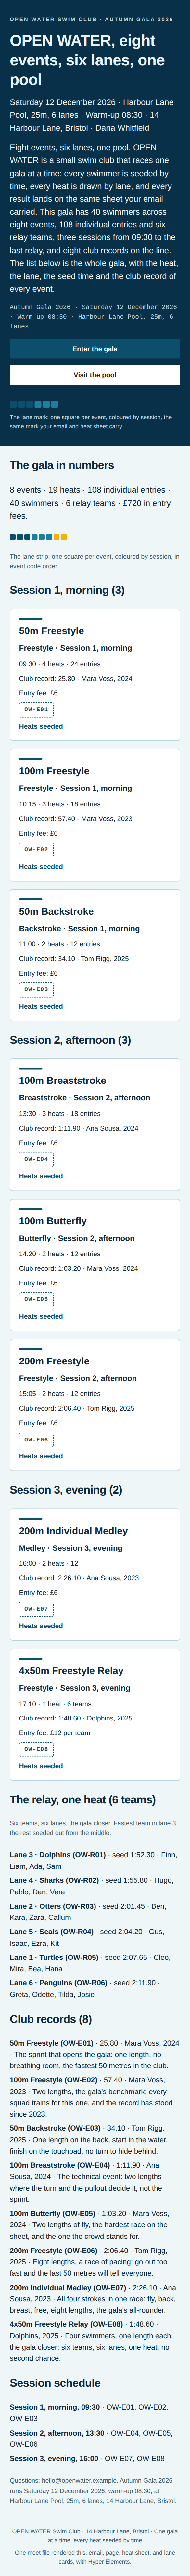 OPEN WATER SWIM CLUB · AUTUMN GALA 2026
OPEN WATER, eight
events, six lanes, one
pool
Saturday 12 December 2026 · Harbour Lane
Pool, 25m, 6 lanes · Warm-up 08:30 · 14
Harbour Lane, Bristol · Dana Whitfield
Eight events, six lanes, one pool. OPEN
WATER is a small swim club that races one
gala at a time: every swimmer is seeded by
time, every heat is drawn by lane, and every
result lands on the same sheet your email
carried. This gala has 40 swimmers across
eight events, 108 individual entries and six
relay teams, three sessions from 09:30 to the
last relay, and eight club records on the line.
The list below is the whole gala, with the heat,
the lane, the seed time and the club record of
every event.
Autumn Gala 2026 · Saturday 12 December 2026
· Warm-up 08:30 · Harbour Lane Pool, 25m, 6
lanes
Enter the gala
Visit the pool
The lane mark: one square per event, coloured by session, the
same mark your email and heat sheet carry.
The gala in numbers
8 events · 19 heats · 108 individual entries ·
40 swimmers · 6 relay teams · £720 in entry
fees.
The lane strip: one square per event, coloured by session, in
event code order.
Session 1, morning (3)
50m Freestyle
Freestyle · Session 1, morning
09:30 · 4 heats · 24 entries
Club record: 25.80 · Mara Voss, 2024
Entry fee: £6
OW-E01
Heats seeded
100m Freestyle
Freestyle · Session 1, morning
10:15 · 3 heats · 18 entries
Club record: 57.40 · Mara Voss, 2023
Entry fee: £6
OW-E02
Heats seeded
50m Backstroke
Backstroke · Session 1, morning
11:00 · 2 heats · 12 entries
Club record: 34.10 · Tom Rigg, 2025
Entry fee: £6
OW-E03
Heats seeded
Session 2, afternoon (3)
100m Breaststroke
Breaststroke · Session 2, afternoon
13:30 · 3 heats · 18 entries
Club record: 1:11.90 · Ana Sousa, 2024
Entry fee: £6
OW-E04
Heats seeded
100m Butterfly
Butterfly · Session 2, afternoon
14:20 · 2 heats · 12 entries
Club record: 1:03.20 · Mara Voss, 2024
Entry fee: £6
OW-E05
Heats seeded
200m Freestyle
Freestyle · Session 2, afternoon
15:05 · 2 heats · 12 entries
Club record: 2:06.40 · Tom Rigg, 2025
Entry fee: £6
OW-E06
Heats seeded
Session 3, evening (2)
200m Individual Medley
Medley · Session 3, evening
16:00 · 2 heats · 12
Club record: 2:26.10 · Ana Sousa, 2023
Entry fee: £6
OW-E07
Heats seeded
4x50m Freestyle Relay
Freestyle · Session 3, evening
17:10 · 1 heat · 6 teams
Club record: 1:48.60 · Dolphins, 2025
Entry fee: £12 per team
OW-E08
Heats seeded
The relay, one heat (6 teams)
Six teams, six lanes, the gala closer. Fastest team in lane 3,
the rest seeded out from the middle.
Lane 3 · Dolphins (OW-R01) · seed 1:52.30 · Finn,
Liam, Ada, Sam
Lane 4 · Sharks (OW-R02) · seed 1:55.80 · Hugo,
Pablo, Dan, Vera
Lane 2 · Otters (OW-R03) · seed 2:01.45 · Ben,
Kara, Zara, Callum
Lane 5 · Seals (OW-R04) · seed 2:04.20 · Gus,
Isaac, Ezra, Kit
Lane 1 · Turtles (OW-R05) · seed 2:07.65 · Cleo,
Mira, Bea, Hana
Lane 6 · Penguins (OW-R06) · seed 2:11.90 ·
Greta, Odette, Tilda, Josie
Club records (8)
50m Freestyle (OW-E01) · 25.80 · Mara Voss, 2024
· The sprint that opens the gala: one length, no
breathing room, the fastest 50 metres in the club.
100m Freestyle (OW-E02) · 57.40 · Mara Voss,
2023 · Two lengths, the gala's benchmark: every
squad trains for this one, and the record has stood
since 2023.
50m Backstroke (OW-E03) · 34.10 · Tom Rigg,
2025 · One length on the back, start in the water,
finish on the touchpad, no turn to hide behind.
100m Breaststroke (OW-E04) · 1:11.90 · Ana
Sousa, 2024 · The technical event: two lengths
where the turn and the pullout decide it, not the
sprint.
100m Butterfly (OW-E05) · 1:03.20 · Mara Voss,
2024 · Two lengths of fly, the hardest race on the
sheet, and the one the crowd stands for.
200m Freestyle (OW-E06) · 2:06.40 · Tom Rigg,
2025 · Eight lengths, a race of pacing: go out too
fast and the last 50 metres will tell everyone.
200m Individual Medley (OW-E07) · 2:26.10 · Ana
Sousa, 2023 · All four strokes in one race: fly, back,
breast, free, eight lengths, the gala's all-rounder.
4x50m Freestyle Relay (OW-E08) · 1:48.60 ·
Dolphins, 2025 · Four swimmers, one length each,
the gala closer: six teams, six lanes, one heat, no
second chance.
Session schedule
Session 1, morning, 09:30 · OW-E01, OW-E02,
OW-E03
Session 2, afternoon, 13:30 · OW-E04, OW-E05,
OW-E06
Session 3, evening, 16:00 · OW-E07, OW-E08
Questions: hello@openwater.example. Autumn Gala 2026
runs Saturday 12 December 2026, warm-up 08:30, at
Harbour Lane Pool, 25m, 6 lanes, 14 Harbour Lane, Bristol.
OPEN WATER Swim Club · 14 Harbour Lane, Bristol · One gala
at a time, every heat seeded by time
One meet file rendered this, email, page, heat sheet, and lane
cards, with Hyper Elements.